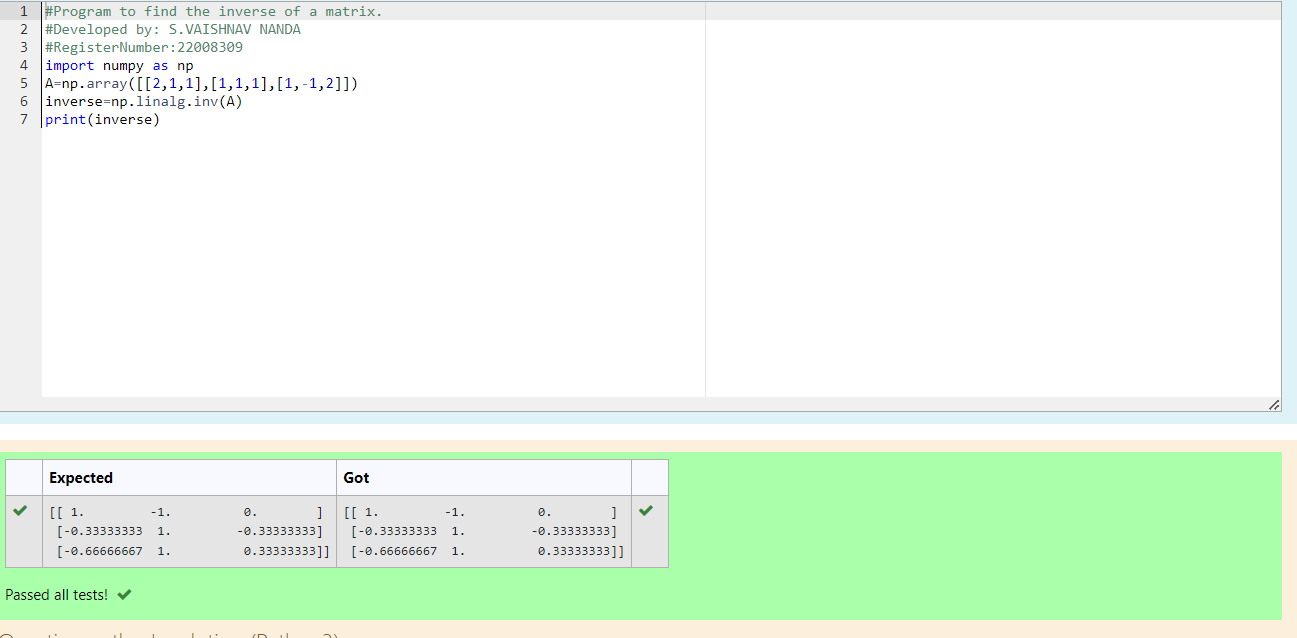 1 #Program to find the inverse of a matrix.
2 #Developed by: S.VAISHNAV NANDA
3 #RegisterNumber:22008309
4 import numpy as np
5 A=np.array([[2,1,1],[1,1,1],[1,-1,2]])
6 inverse=np.linalg.inv(A)
7 print(inverse)
Expected Got
[[ 1. -1. 0. ] [[ 1. -1. 0. ]
[-0.33333333 1. -0.33333333] [-0.33333333 1. -0.33333333]
[-0.66666667 1. 0.33333333]] [-0.66666667 1. 0.33333333]]
Passed all tests!